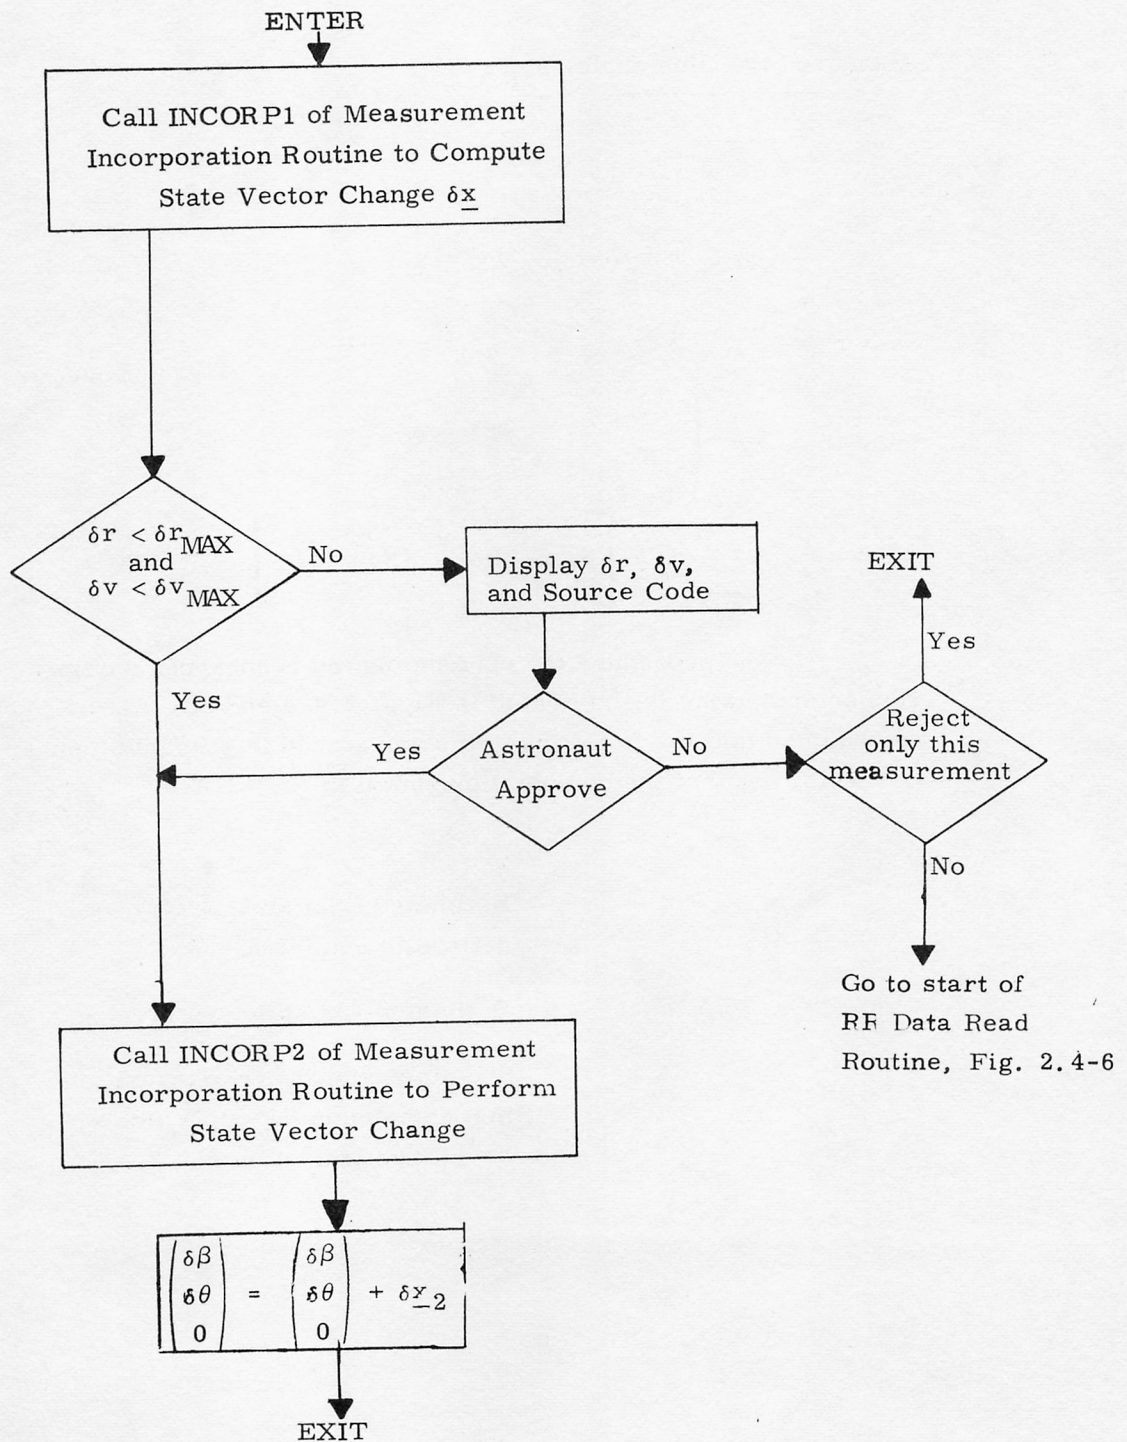 ENTER
Call INCORP1 of Measurement
Incorporation Routine to Compute
State Vector Change δx
δr < δrMAX
and
δv < δvMAX
No
Display δr, δv,
and Source Code
EXIT
Yes
Yes
Yes
Astronaut
Approve
No
Reject
only this
measurement
No
Go to start of
RR Data Read
Routine, Fig. 2.4-6
Call INCORP2 of Measurement
Incorporation Routine to Perform
State Vector Change
δβ δβ
δθ = δθ + δx2
0 0
EXIT